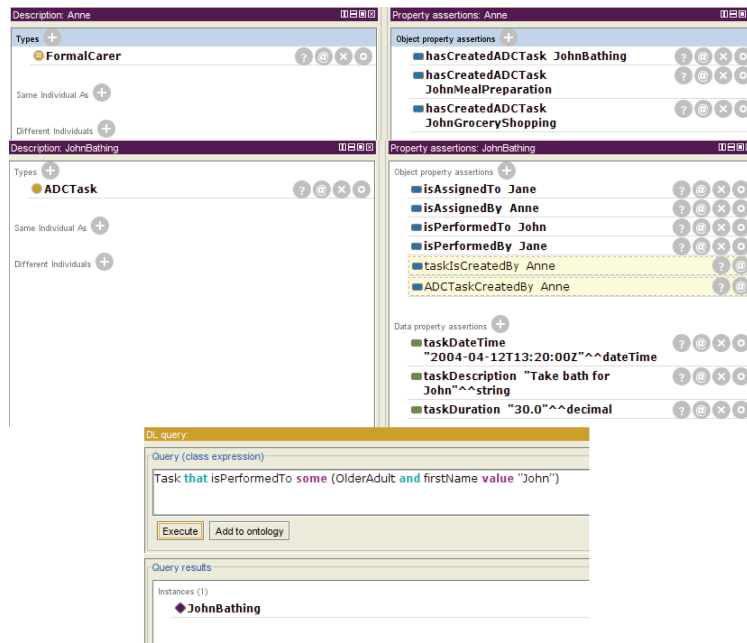 Description: Anne
Types
FormalCarer
Same Individual As
Different Individuals
Property assertions: Anne
Object property assertions
hasCreatedADCTask JohnBathing
hasCreatedADCTask
JohnMealPreparation
hasCreatedADCTask
JohnGroceryShopping
Description: JohnBathing
Types
ADCTask
Same Individual As
Different Individuals
Property assertions: JohnBathing
Object property assertions
isAssignedTo Jane
isAssignedBy Anne
isPerformedTo John
isPerformedBy Jane
taskIsCreatedBy Anne
ADCTaskCreatedBy Anne
Data property assertions
taskDateTime
"2004-04-12T13:20:00Z"^^dateTime
taskDescription "Take bath for
John"^^string
taskDuration "30.0"^^decimal
DL query:
Query (class expression)
Task that isPerformedTo some (OlderAdult and firstName value "John")
Execute Add to ontology
Query results
Instances (1)
JohnBathing